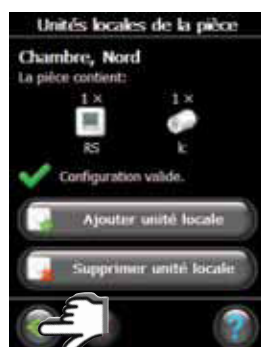 Unités locales de la pièce
Chambre, Nord
La pièce contient:
1 × 1 ×
RS k
Configuration valide.
Ajouter unité locale
Supprimer unité locale
?